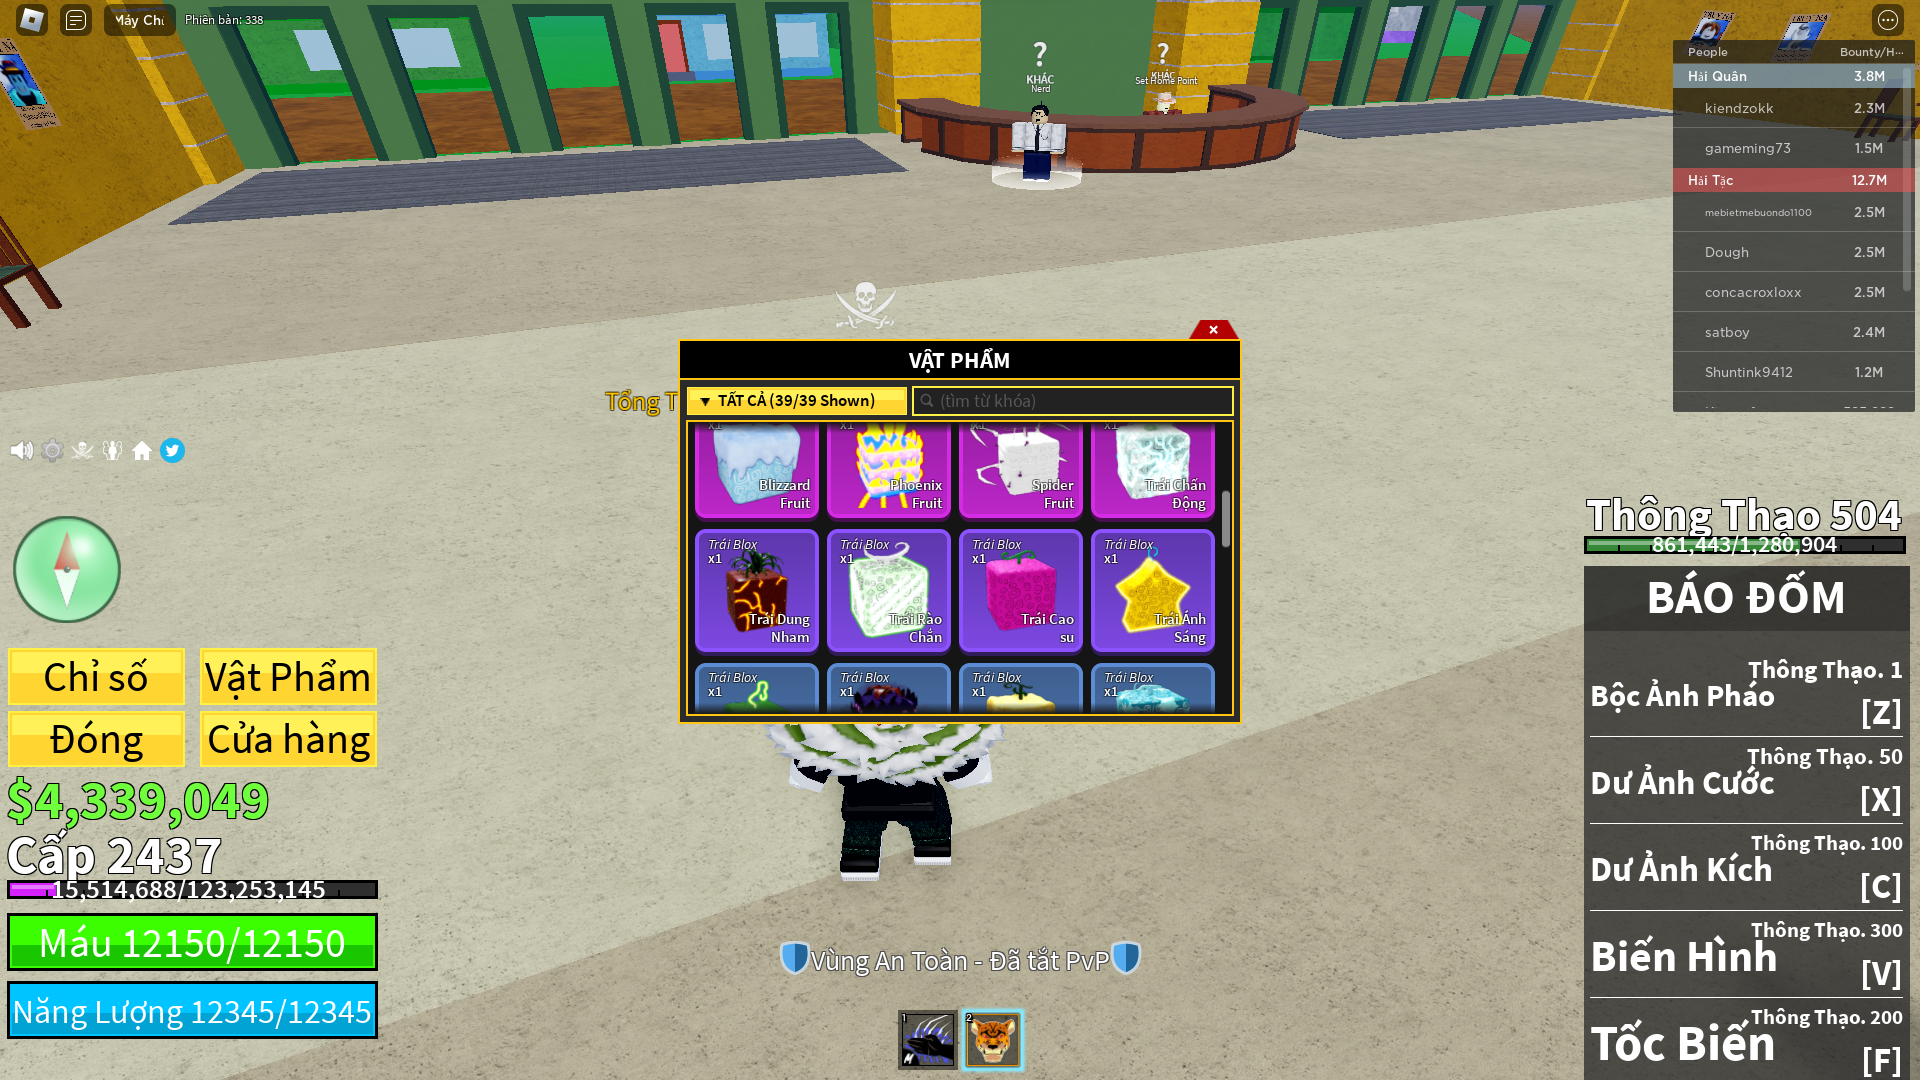 Máy Chủ
Phiên bản: 338
?
KHÁC
Nerd
?
KHÁC
Set Home Point
People Bounty/H...
Hải Quân 3.8M
kiendzokk 2.3M
gameming73 1.5M
Hải Tặc 12.7M
mebietmebuondo1100 2.5M
Dough 2.5M
concacroxloxx 2.5M
satboy 2.4M
Shuntink9412 1.2M
Tổng T
×
VẬT PHẨM
▼ TẤT CẢ (39/39 Shown)
(tìm từ khóa)
x1
Blizzard
Fruit
x1
Phoenix
Fruit
x1
Spider
Fruit
x1
Trái Chấn
Động
Trái Blox
x1
Trái Dung
Nham
Trái Blox
x1
Trái Rào
Chắn
Trái Blox
x1
Trái Cao
su
Trái Blox
x1
Trái Ánh
Sáng
Trái Blox
x1
Trái Blox
x1
Trái Blox
x1
Trái Blox
x1
Chỉ số
Vật Phẩm
Đóng
Cửa hàng
$4,339,049
Cấp 2437
15,514,688/123,253,145
Máu 12150/12150
Năng Lượng 12345/12345
Vùng An Toàn - Đã tắt PvP
1
2
Thông Thạo 504
861,443/1,280,904
BÁO ĐỐM
Thông Thạo. 1
Bộc Ảnh Pháo
[Z]
Thông Thạo. 50
Dư Ảnh Cước
[X]
Thông Thạo. 100
Dư Ảnh Kích
[C]
Thông Thạo. 300
Biến Hình
[V]
Thông Thạo. 200
Tốc Biến
[F]